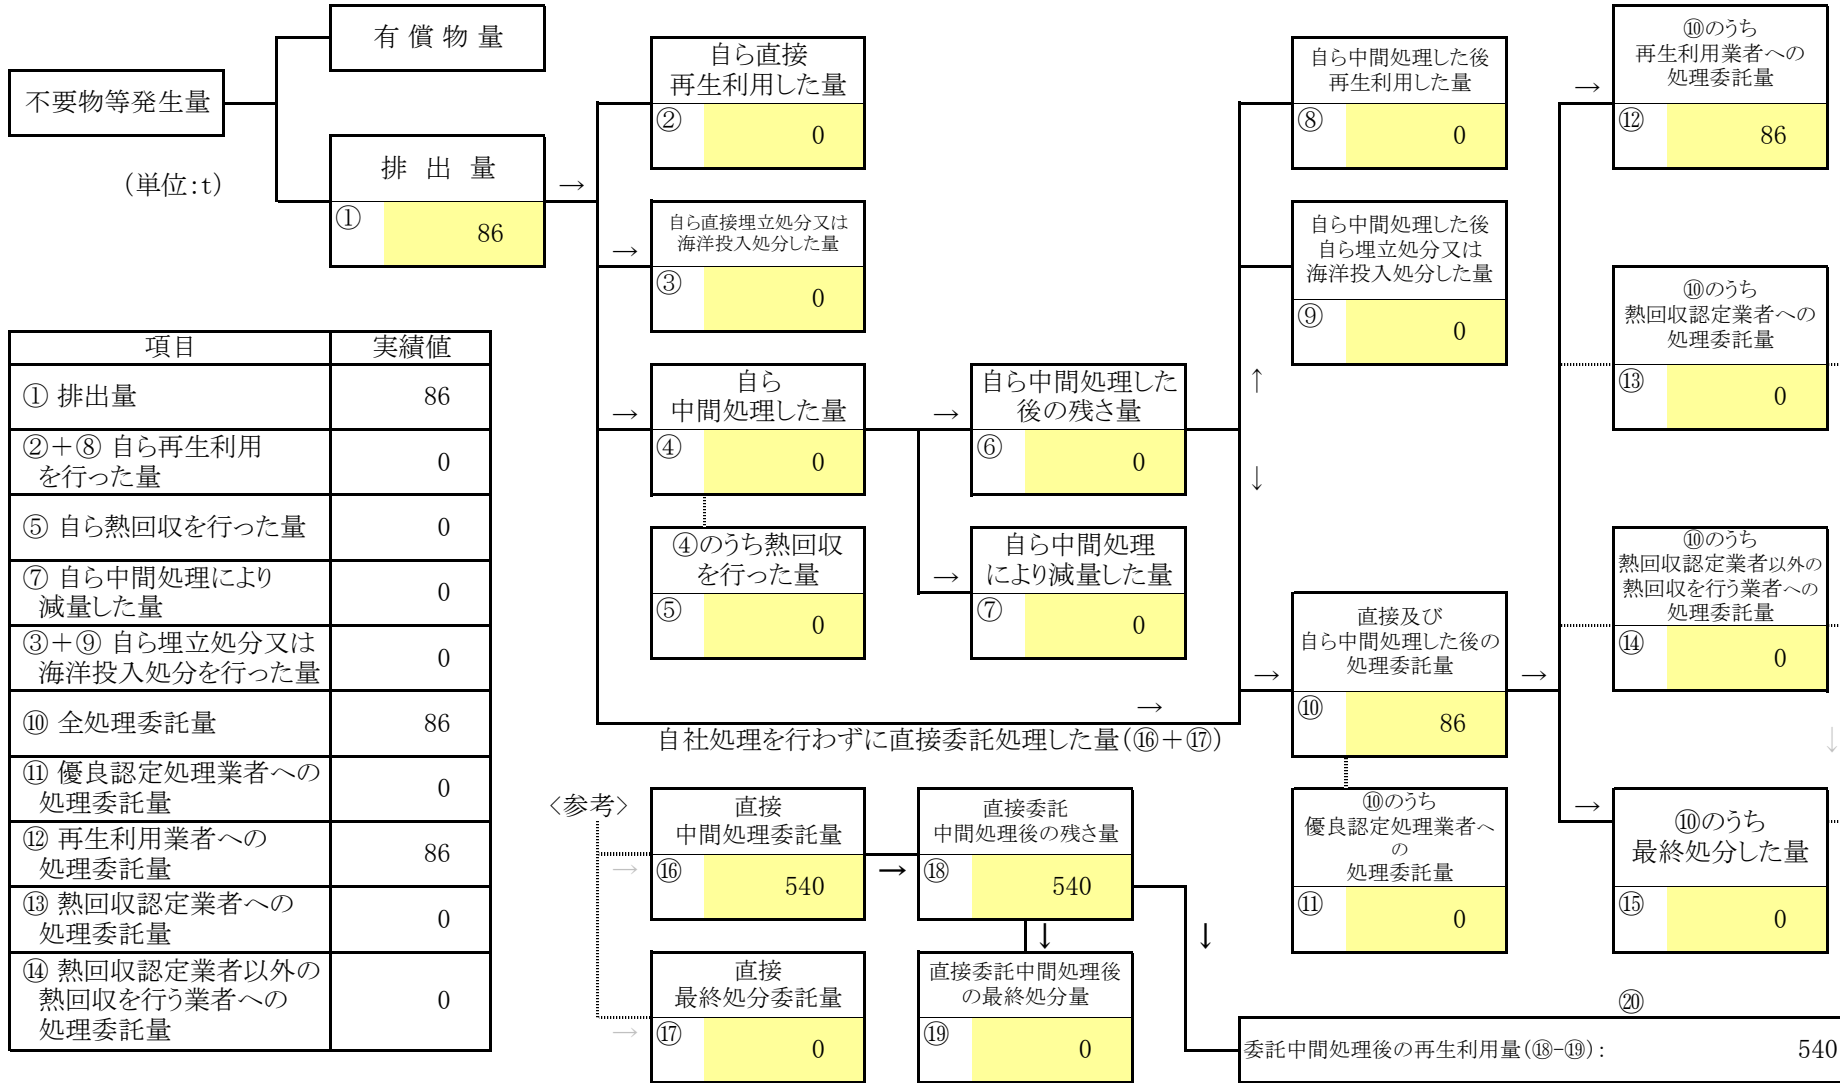 不要物等発生量
(単位:t)
有 償 物 量
排 出 量
→
①
86
自ら直接
再生利用した量
②
0
→
自ら直接埋立処分又は
海洋投入処分した量
③
0
→
自ら
中間処理した量
④
0
④のうち熱回収
を行った量
⑤
0
→
自ら中間処理した
後の残さ量
⑥
0
→
自ら中間処理
により減量した量
⑦
0
自ら中間処理した後
再生利用した量
⑧
0
自ら中間処理した後
自ら埋立処分又は
海洋投入処分した量
⑨
0
↑
↓
→
自社処理を行わずに直接委託処理した量(⑯+⑰)
→
直接及び
自ら中間処理した後の
処理委託量
⑩
86
⑩のうち
優良認定処理業者へ
の
処理委託量
⑪
0
→
→
⑩のうち
再生利用業者への
処理委託量
⑫
86
⑩のうち
熱回収認定業者への
処理委託量
⑬
0
⑩のうち
熱回収認定業者以外の
熱回収を行う業者への
処理委託量
⑭
0
↓
→
⑩のうち
最終処分した量
⑮
0
項目 実績値
① 排出量 86
②+⑧ 自ら再生利用
を行った量 0
⑤ 自ら熱回収を行った量 0
⑦ 自ら中間処理により
減量した量 0
③+⑨ 自ら埋立処分又は
海洋投入処分を行った量 0
⑩ 全処理委託量 86
⑪ 優良認定処理業者への
処理委託量 0
⑫ 再生利用業者への
処理委託量 86
⑬ 熱回収認定業者への
処理委託量 0
⑭ 熱回収認定業者以外の
熱回収を行う業者への
処理委託量 0
<参考>
→
直接
中間処理委託量
⑯
540
→
直接委託
中間処理後の残さ量
⑱
540
↓
↓
→
直接
最終処分委託量
⑰
0
直接委託中間処理後
の最終処分量
⑲
0
⑳
委託中間処理後の再生利用量(⑱-⑲): 540